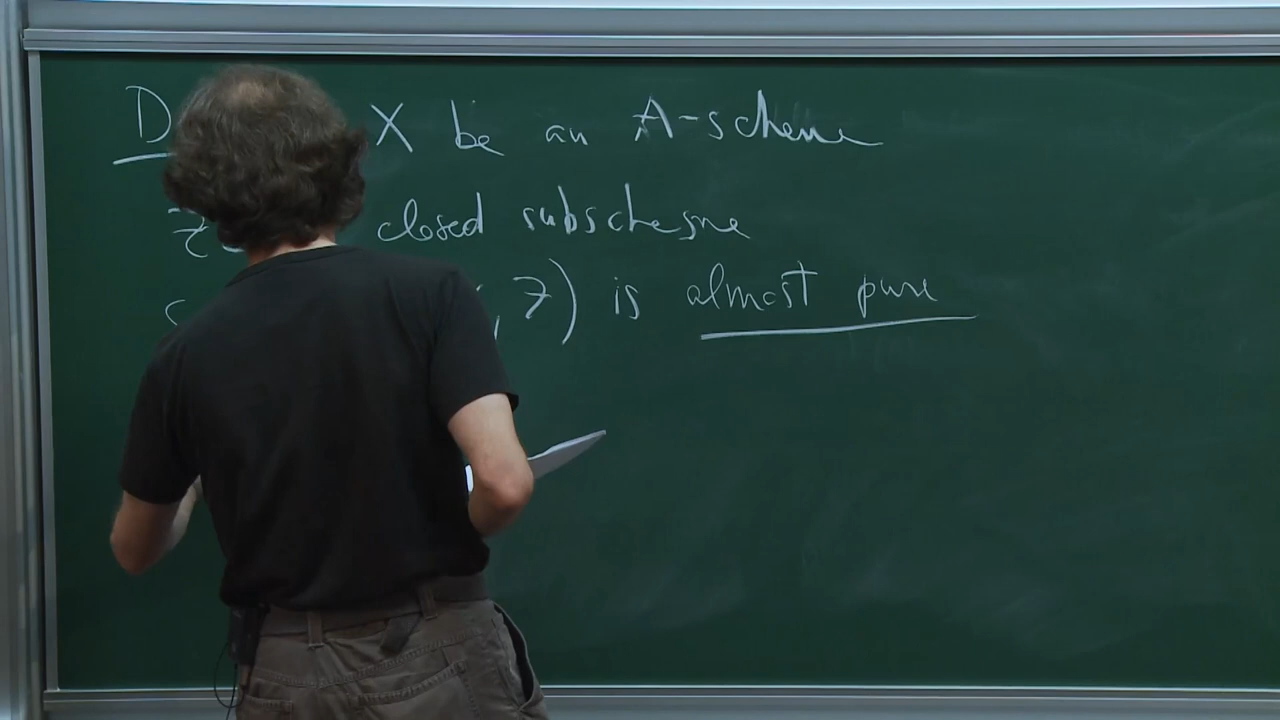 D X be an A-scheme
Z closed subscheme
, Z) is almost pure